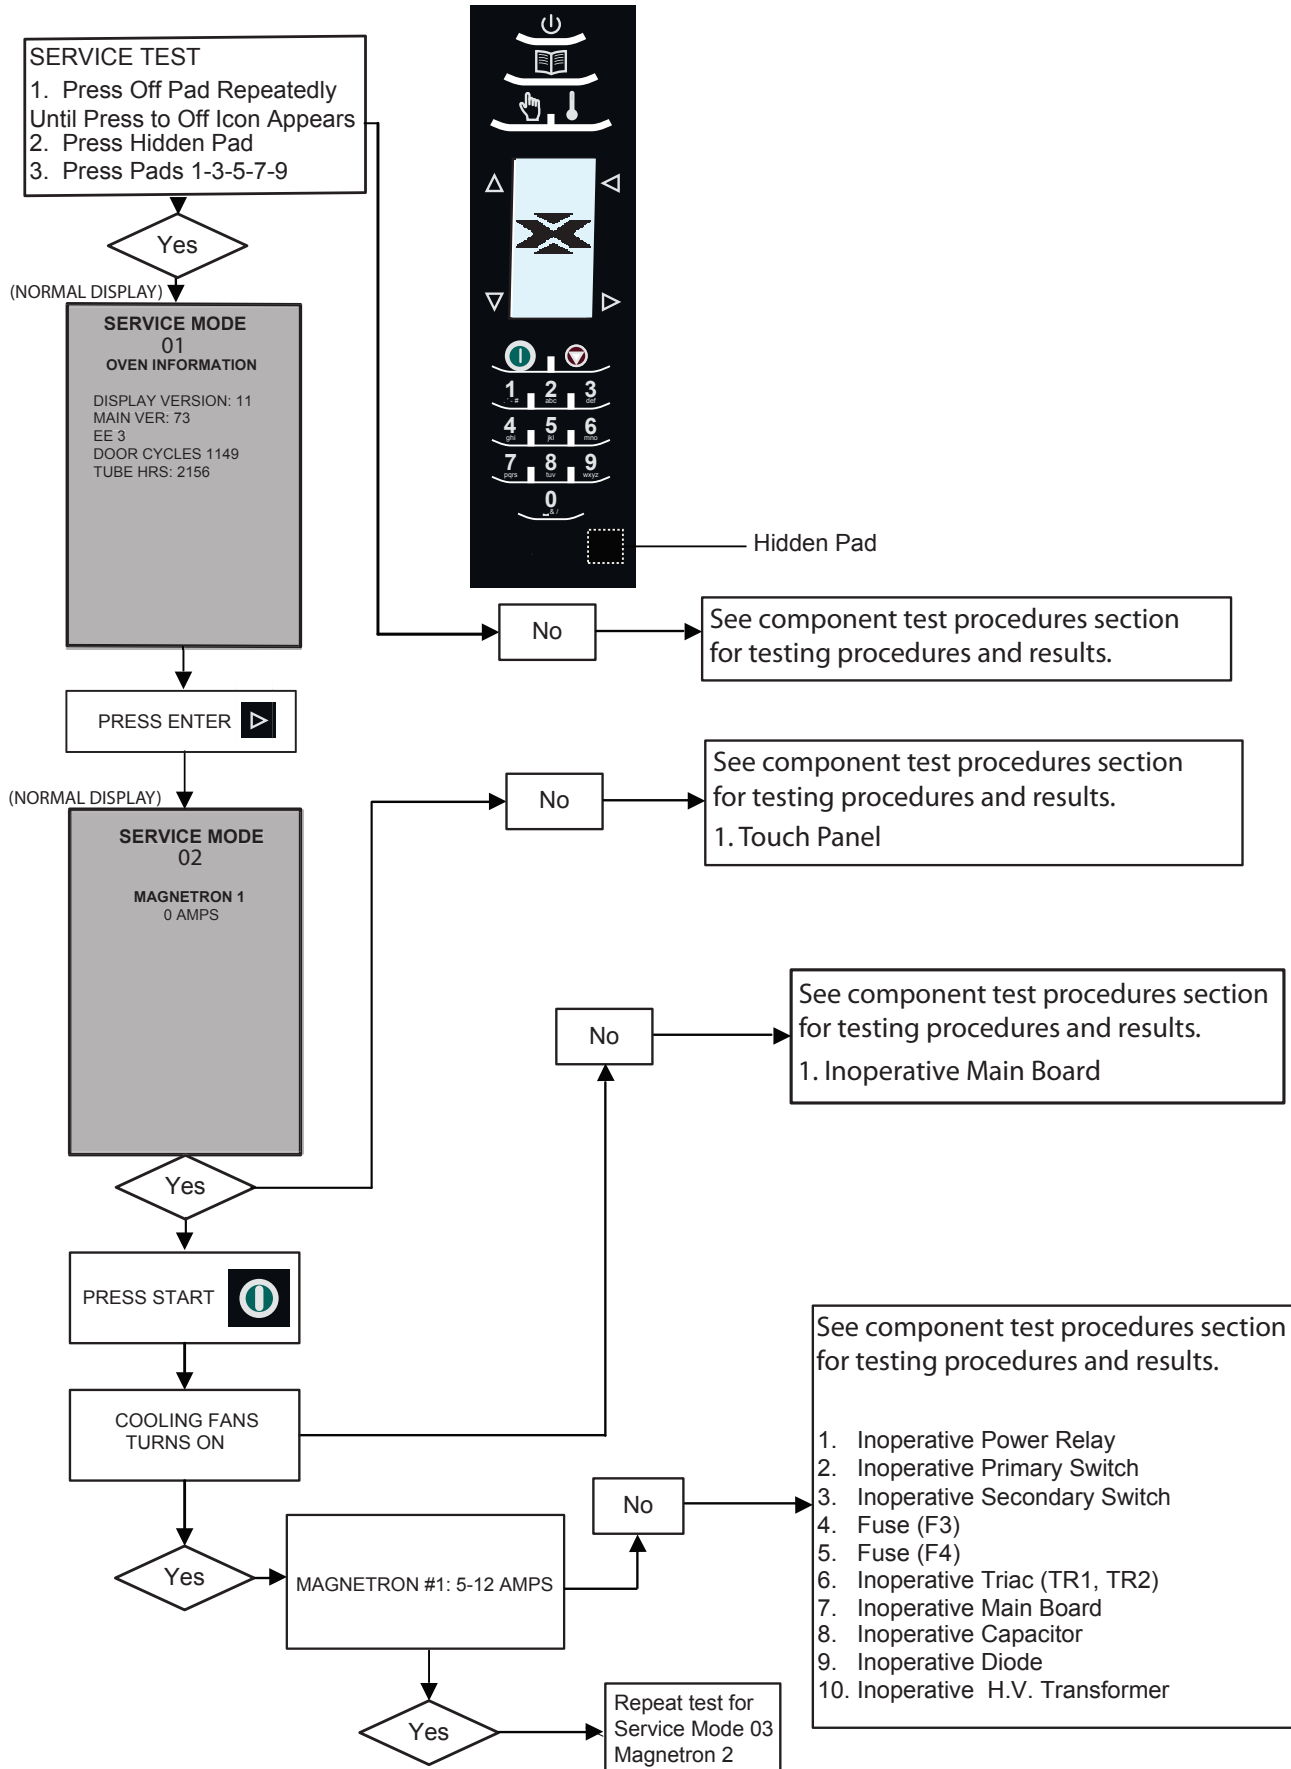 SERVICE TEST
1. Press Off Pad Repeatedly
Until Press to Off Icon Appears
2. Press Hidden Pad
3. Press Pads 1-3-5-7-9
Yes
(NORMAL DISPLAY)
SERVICE MODE
01
OVEN INFORMATION
DISPLAY VERSION: 11
MAIN VER: 73
EE 3
DOOR CYCLES 1149
TUBE HRS: 2156
1 2 3
. ' - # abc def
4 5 6
ghi jkl mno
7 8 9
pqrs tuv wxyz
0
&/
Hidden Pad
No
See component test procedures section
for testing procedures and results.
PRESS ENTER
(NORMAL DISPLAY)
SERVICE MODE
02
MAGNETRON 1
0 AMPS
No
See component test procedures section
for testing procedures and results.
1. Touch Panel
No
See component test procedures section
for testing procedures and results.
1. Inoperative Main Board
Yes
PRESS START
COOLING FANS
TURNS ON
Yes
MAGNETRON #1: 5-12 AMPS
No
See component test procedures section
for testing procedures and results.
1. Inoperative Power Relay
2. Inoperative Primary Switch
3. Inoperative Secondary Switch
4. Fuse (F3)
5. Fuse (F4)
6. Inoperative Triac (TR1, TR2)
7. Inoperative Main Board
8. Inoperative Capacitor
9. Inoperative Diode
10. Inoperative H.V. Transformer
Yes
Repeat test for
Service Mode 03
Magnetron 2